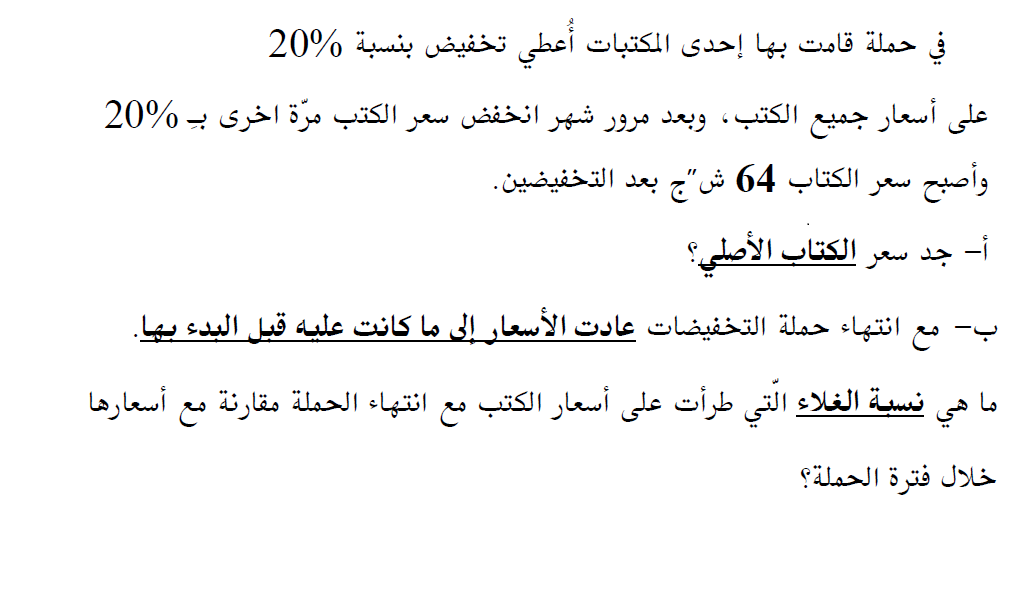 في حملة قامت بها إحدى المكتبات أُعطي تخفيض بنسبة 20%
على أسعار جميع الكتب، وبعد مرور شهر انخفض سعر الكتب مرّة اخرى بـِ 20%
وأصبح سعر الكتاب 64 ش"ج بعد التخفيضين.
أ– جد سعر الكتاب الأصلي؟
ب– مع انتهاء حملة التخفيضات عادت الأسعار إلى ما كانت عليه قبل البدء بها.
ما هي نسبة الغلاء الّتي طرأت على أسعار الكتب مع انتهاء الحملة مقارنة مع أسعارها
خلال فترة الحملة؟